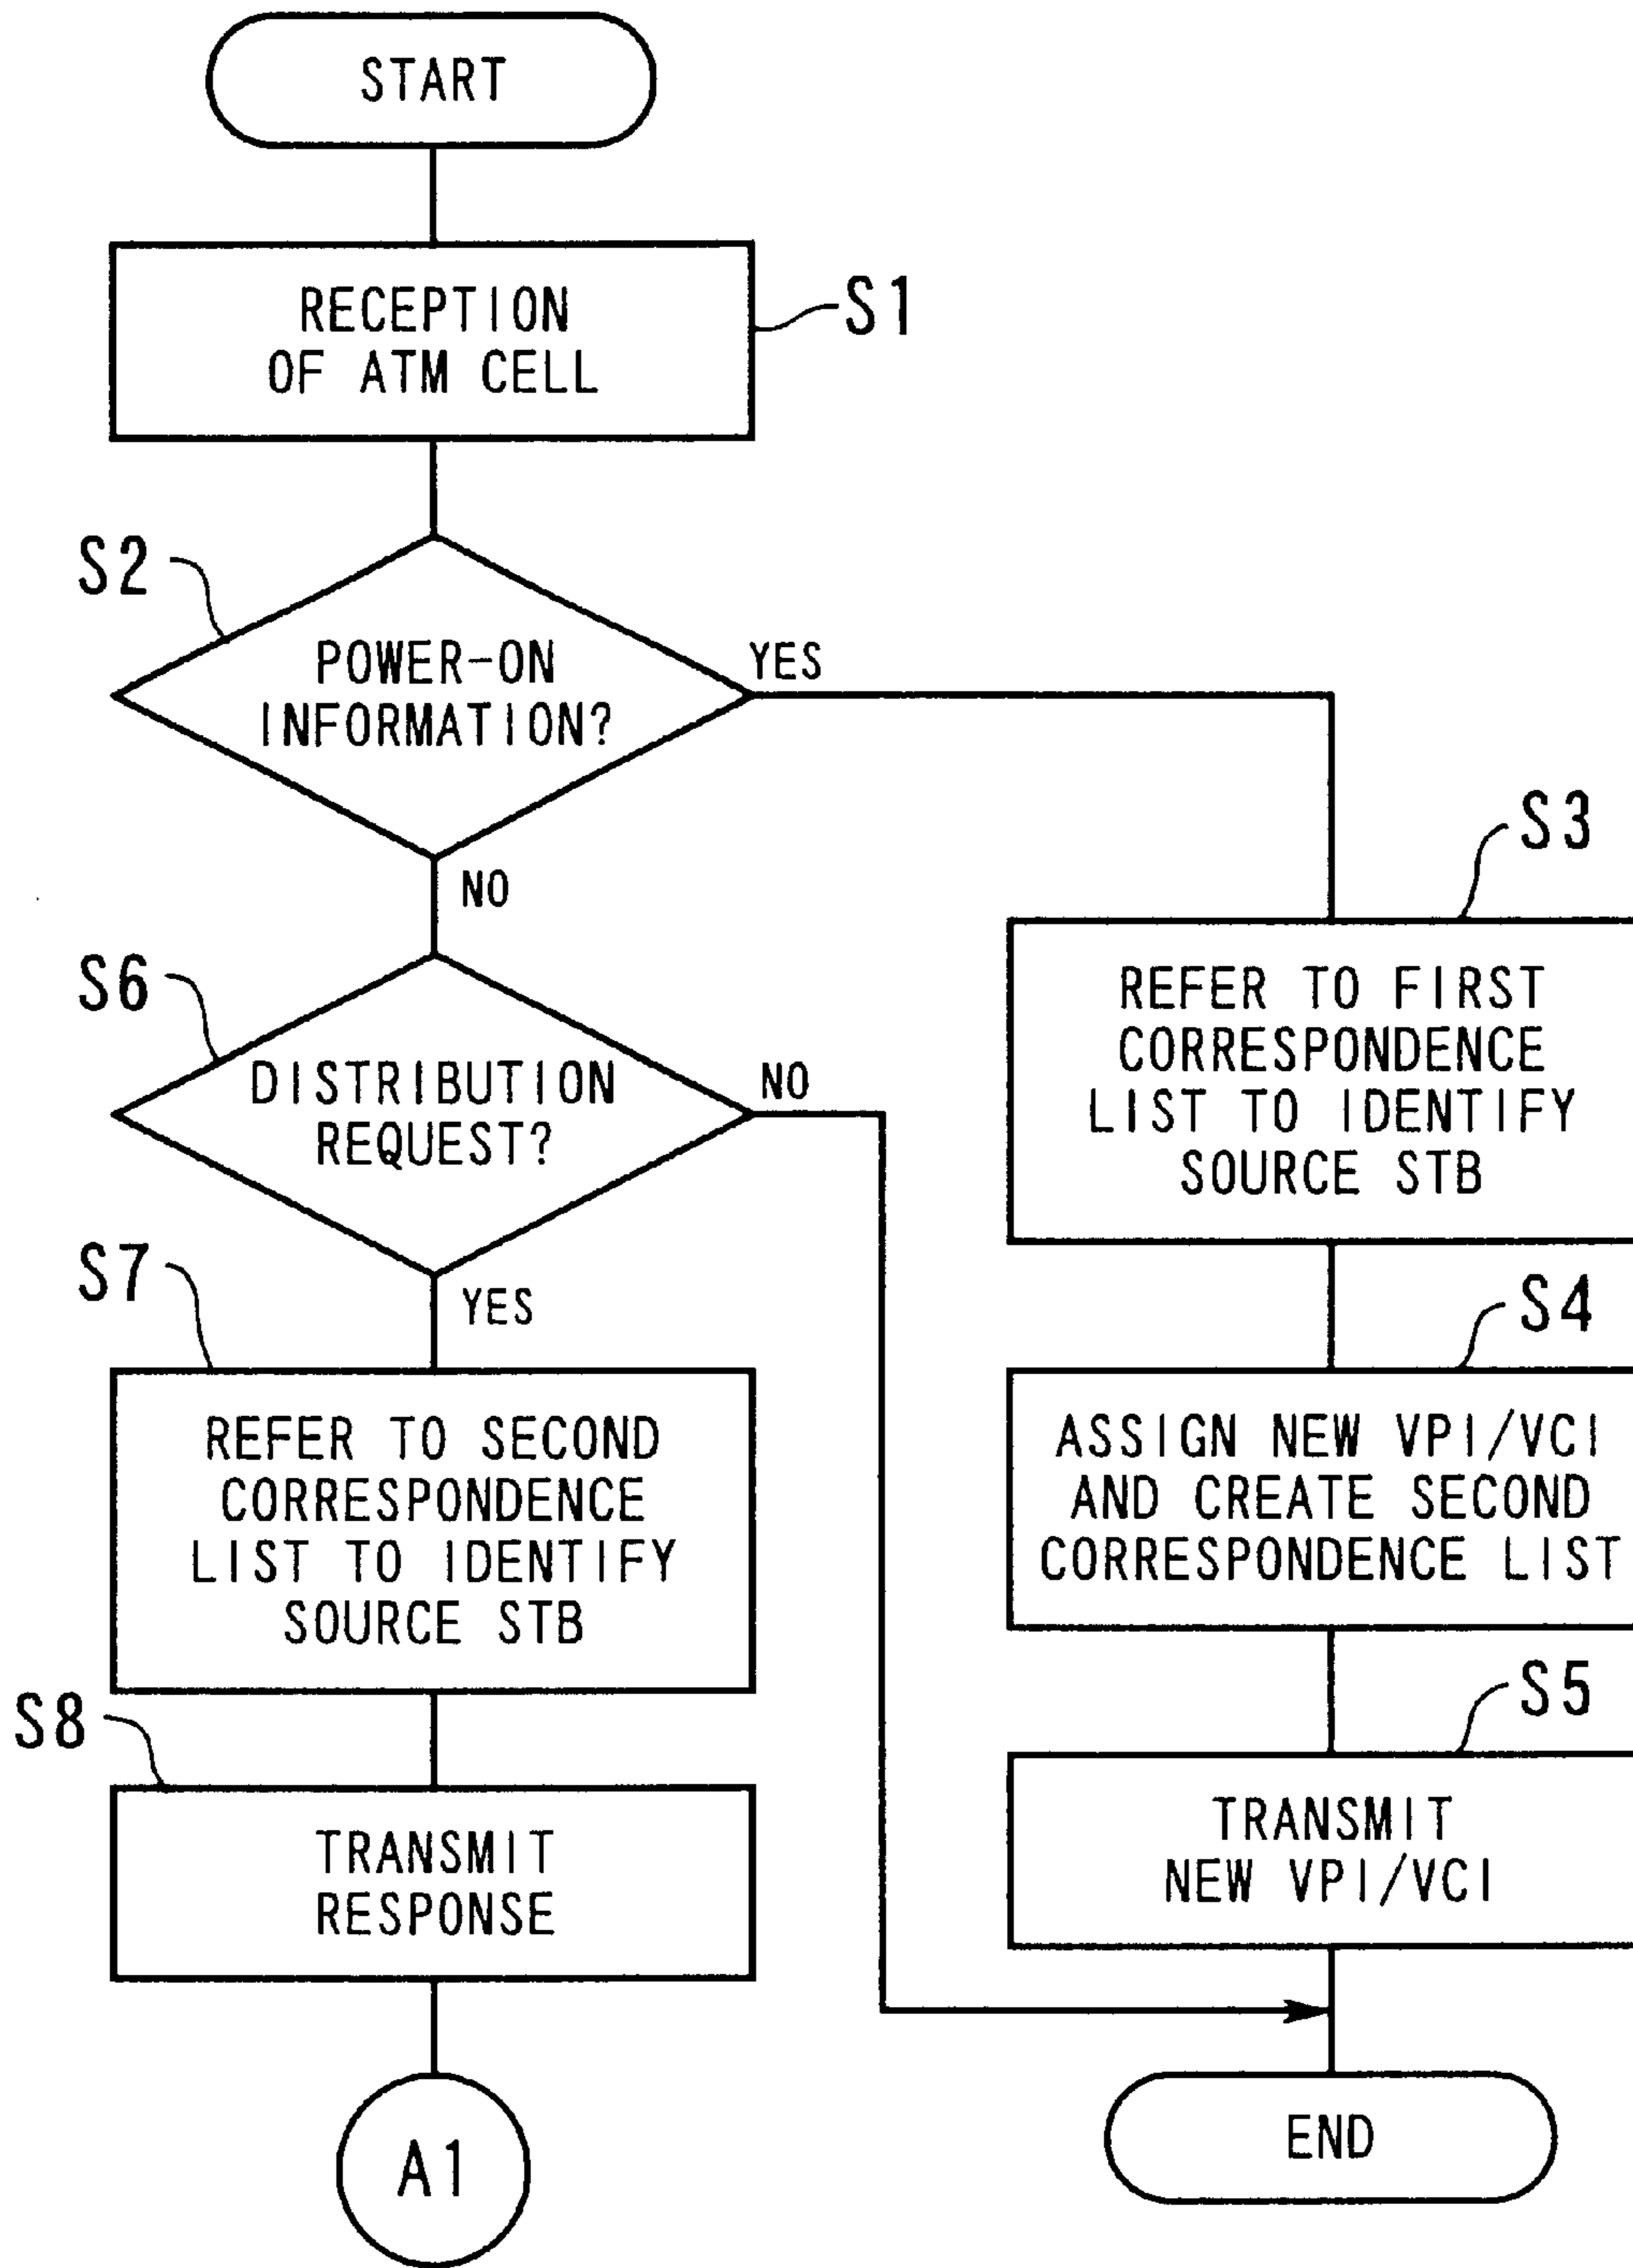 START
RECEPTION
OF ATM CELL
S1
S2
POWER-ON
INFORMATION?
YES
NO
S3
REFER TO FIRST
CORRESPONDENCE
LIST TO IDENTIFY
SOURCE STB
S6
DISTRIBUTION
REQUEST?
NO
YES
S4
ASSIGN NEW VPI/VCI
AND CREATE SECOND
CORRESPONDENCE LIST
S7
REFER TO SECOND
CORRESPONDENCE
LIST TO IDENTIFY
SOURCE STB
S5
TRANSMIT
NEW VPI/VCI
S8
TRANSMIT
RESPONSE
A1
END